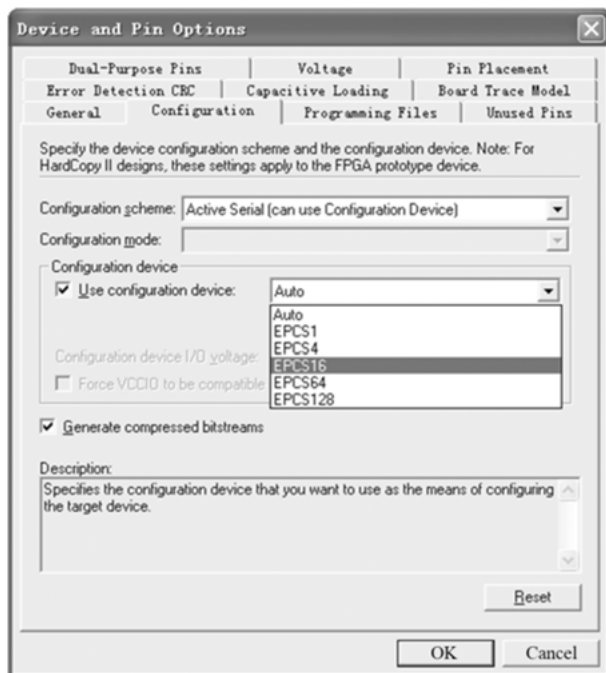 Device and Pin Options
Dual-Purpose Pins Voltage Pin Placement
Error Detection CRC Capacitive Loading Board Trace Model
General Configuration Programming Files Unused Pins
Specify the device configuration scheme and the configuration device. Note: For
HardCopy II designs, these settings apply to the FPGA prototype device.
Configuration scheme: Active Serial (can use Configuration Device)
Configuration mode:
Configuration device
Use configuration device: Auto
Auto
EPCS1
EPCS4
Configuration device I/O voltage:
EPCS16
Force VCCIO to be compatible
EPCS64
EPCS128
Generate compressed bitstreams
Description:
Specifies the configuration device that you want to use as the means of configuring
the target device.
Reset
OK Cancel